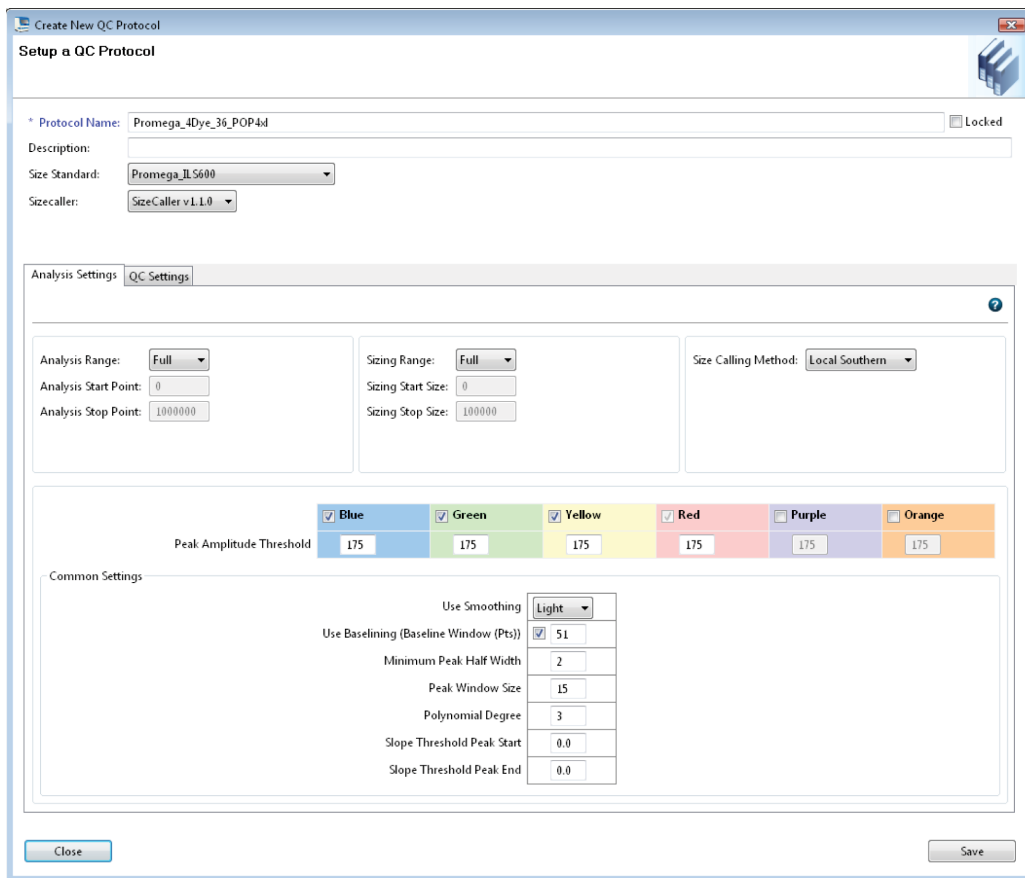 Create New QC Protocol
Setup a QC Protocol
* Protocol Name: Promega_4Dye_36_POP4xl Locked
Description:
Size Standard: Promega_ILS600
Sizecaller: SizeCaller v1.1.0
Analysis Settings QC Settings
?
Analysis Range: Full Sizing Range: Full Size Calling Method: Local Southern
Analysis Start Point: 0 Sizing Start Size: 0
Analysis Stop Point: 1000000 Sizing Stop Size: 100000
Blue Green Yellow Red Purple Orange
Peak Amplitude Threshold 175 175 175 175 175 175
Common Settings
Use Smoothing Light
Use Baselining (Baseline Window (Pts)) 51
Minimum Peak Half Width 2
Peak Window Size 15
Polynomial Degree 3
Slope Threshold Peak Start 0.0
Slope Threshold Peak End 0.0
Close Save